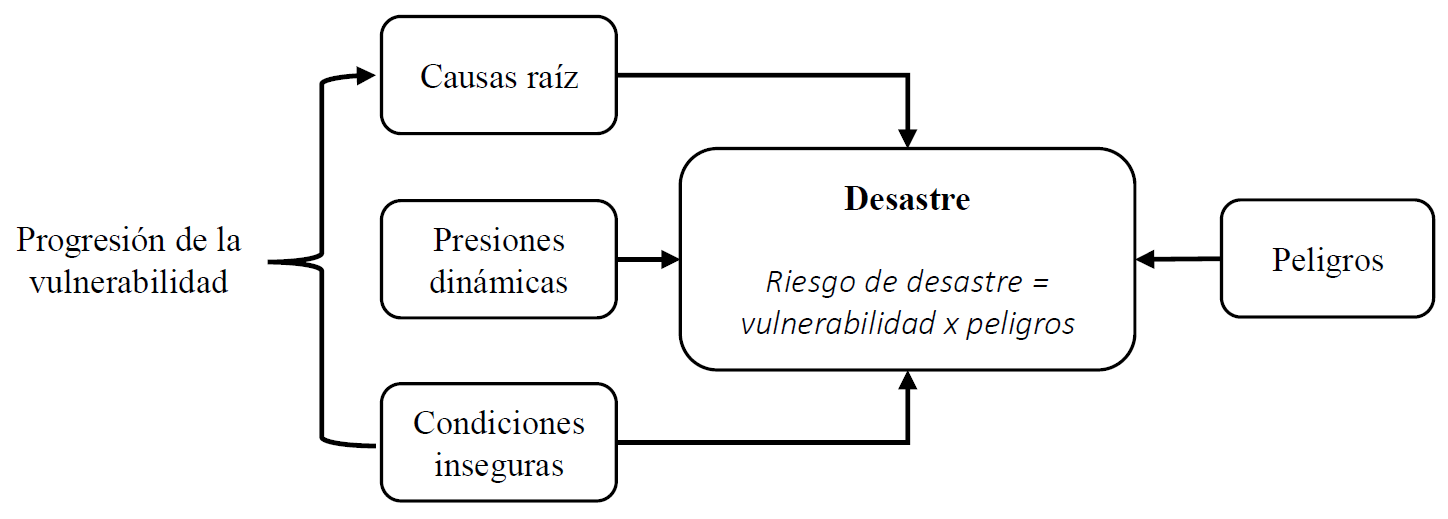 Causas raíz
Progresión de la
vulnerabilidad
Presiones
dinámicas
Desastre
Riesgo de desastre =
vulnerabilidad x peligros
Peligros
Condiciones
inseguras